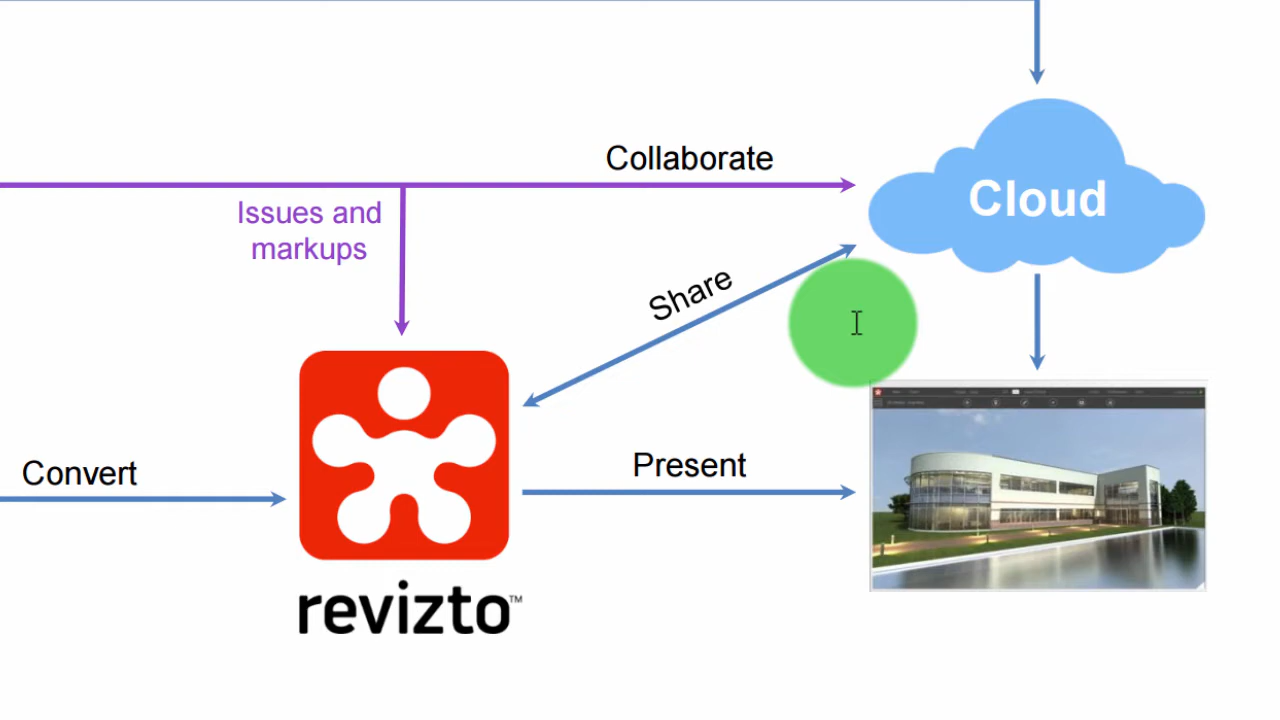 Collaborate
Issues and
markups
Cloud
Share
Present
Convert
revizto™